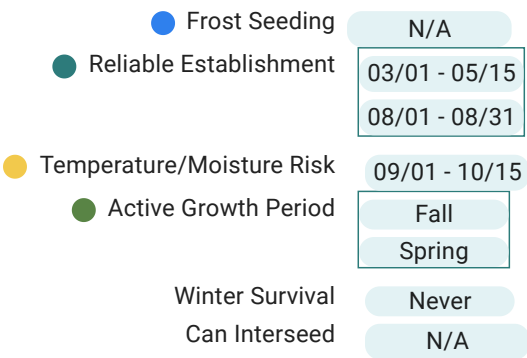 Frost Seeding N/A
Reliable Establishment 03/01 - 05/15
08/01 - 08/31
Temperature/Moisture Risk 09/01 - 10/15
Active Growth Period Fall
Spring
Winter Survival Never
Can Interseed N/A